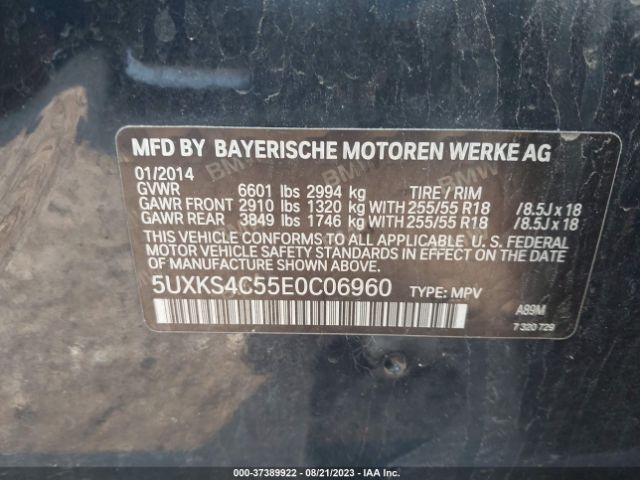 MFD BY BAYERISCHE MOTOREN WERKE AG
01/2014
GVWR 6601 lbs 2994 kg TIRE / RIM
GAWR FRONT 2910 lbs 1320 kg WITH 255/55 R18 /8.5J x 18
GAWR REAR 3849 lbs 1746 kg WITH 255/55 R18 /8.5J x 18
THIS VEHICLE CONFORMS TO ALL APPLICABLE U. S. FEDERAL
MOTOR VEHICLE SAFETY STANDARDS IN EFFECT ON THE DATE
OF MANUFACTURE SHOWN ABOVE.
5UXKS4C55E0C06960 TYPE: MPV
A89M
7 320 729
000-37389922 - 08/21/2023 - IAA Inc.